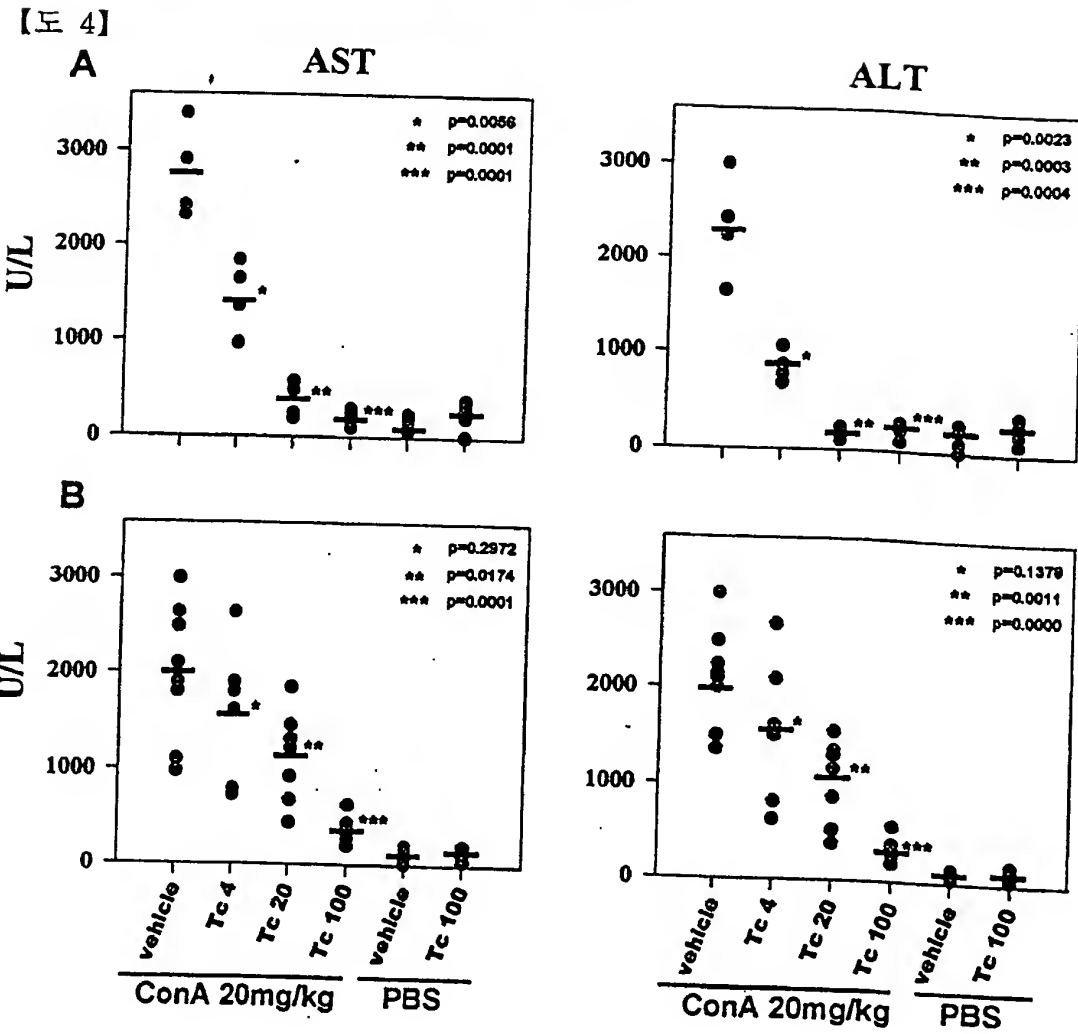 【도 4】
A
AST
ALT
U/L
3000
2000
1000
0
* p=0.0056
** p=0.0001
*** p=0.0001
*
**
***
3000
2000
1000
0
* p=0.0023
** p=0.0003
*** p=0.0004
*
**
***
B
U/L
3000
2000
1000
0
* p=0.2972
** p=0.0174
*** p=0.0001
*
**
***
3000
2000
1000
0
* p=0.1379
** p=0.0011
*** p=0.0000
*
**
***
vehicle
Tc 4
Tc 20
Tc 100
vehicle
Tc 100
ConA 20mg/kg
PBS
vehicle
Tc 4
Tc 20
Tc 100
vehicle
Tc 100
ConA 20mg/kg
PBS